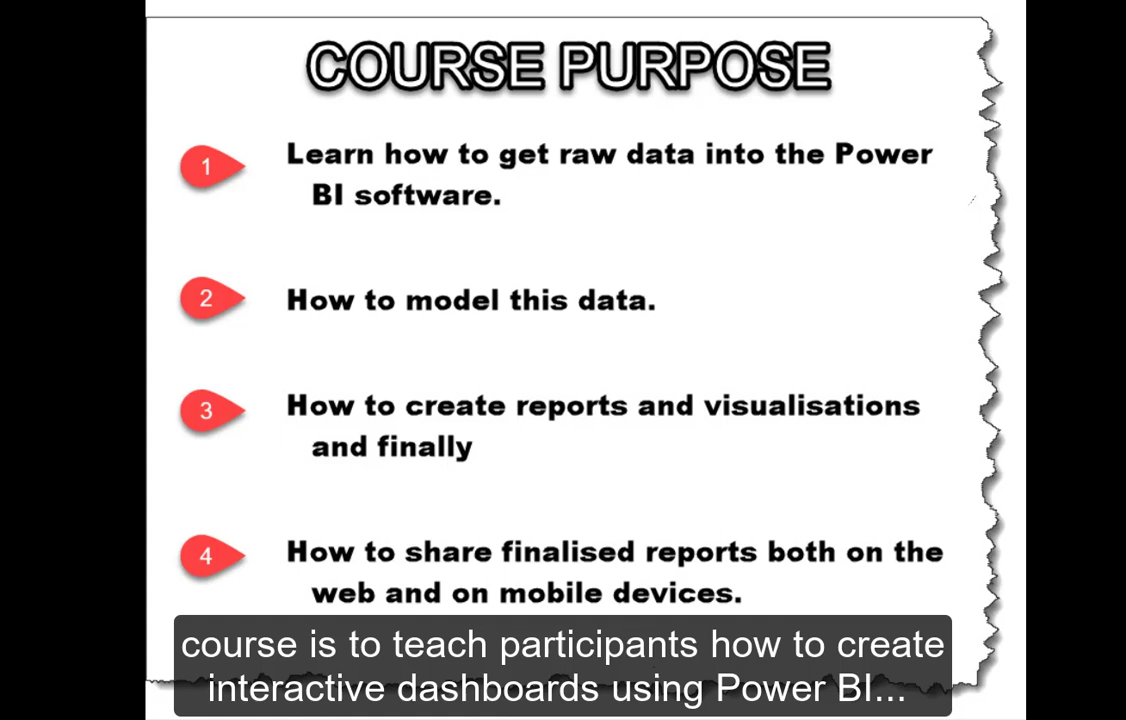 COURSE PURPOSE
1
Learn how to get raw data into the Power
BI software.
2
How to model this data.
3
How to create reports and visualisations
and finally
4
How to share finalised reports both on the
web and on mobile devices.
course is to teach participants how to create
interactive dashboards using Power BI...